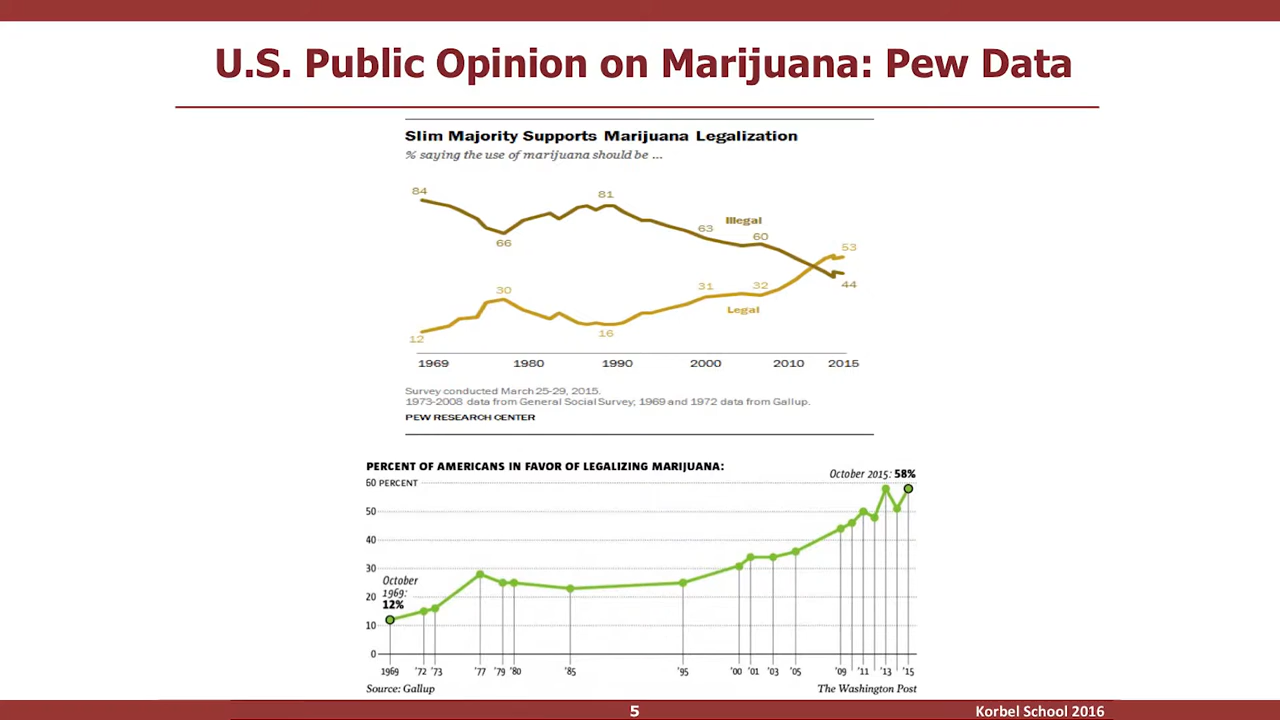 U.S. Public Opinion on Marijuana: Pew Data
Slim Majority Supports Marijuana Legalization
% saying the use of marijuana should be ...
84
81
66
63
Illegal
60
53
44
30
31
32
Legal
16
12
1969 1980 1990 2000 2010 2015
Survey conducted March 25-29, 2015.
1973-2008 data from General Social Survey; 1969 and 1972 data from Gallup.
PEW RESEARCH CENTER
PERCENT OF AMERICANS IN FAVOR OF LEGALIZING MARIJUANA:
October 2015: 58%
60 PERCENT
50
40
30
20
10
0
October
1969:
12%
1969 '72 '73 '77 '79 '80 '85 '95 '00 '01 '03 '05 '09 '11 '13 '15
Source: Gallup
The Washington Post
5
Korbel School 2016